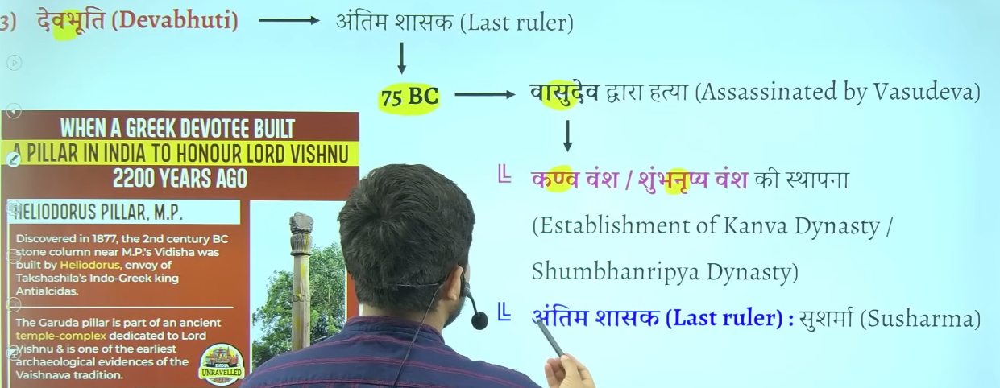 3) देवभूति (Devabhuti) → अंतिम शासक (Last ruler)
75 BC → वासुदेव द्वारा हत्या (Assassinated by Vasudeva)
कण्व वंश / शुंभनृप्य वंश की स्थापना
(Establishment of Kanva Dynasty /
Shumbhanripya Dynasty)
अंतिम शासक (Last ruler) : सुशर्मा (Susharma)
WHEN A GREEK DEVOTEE BUILT
A PILLAR IN INDIA TO HONOUR LORD VISHNU
2200 YEARS AGO
HELIODORUS PILLAR, M.P.
Discovered in 1877, the 2nd century BC
stone column near M.P.'s Vidisha was
built by Heliodorus, envoy of
Takshashila's Indo-Greek king
Antialcidas.
The Garuda pillar is part of an ancient
temple-complex dedicated to Lord
Vishnu & is one of the earliest
archaeological evidences of the
Vaishnava tradition.
INDIA
UNRAVELLED